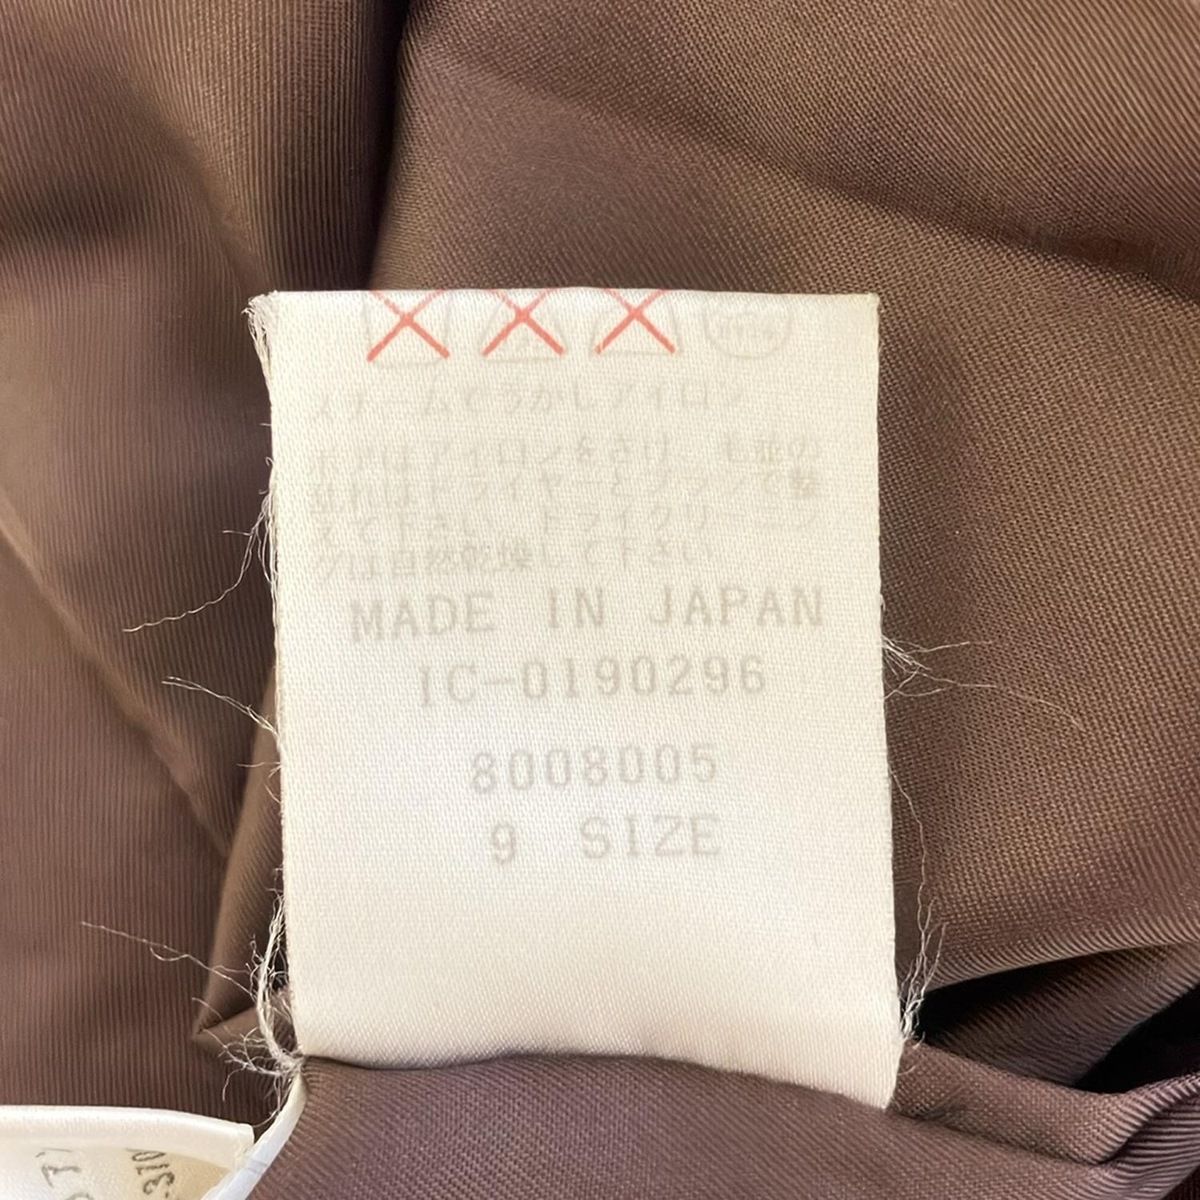 スチームでうかしアイロン
ボアはアイロンをさけ、毛並の
乱れはドライヤーとブラシで整
えて下さい。ドライクリーニン
グは自然乾燥して下さい。
MADE IN JAPAN
IC-0190296
8008005
9 SIZE